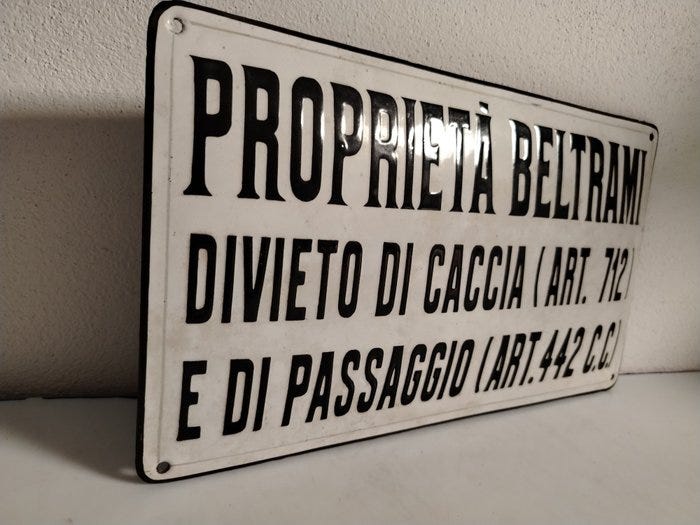 PROPRIETÀ BELTRAMI
DIVIETO DI CACCIA (ART. 712)
E DI PASSAGGIO (ART. 442 C.C.)